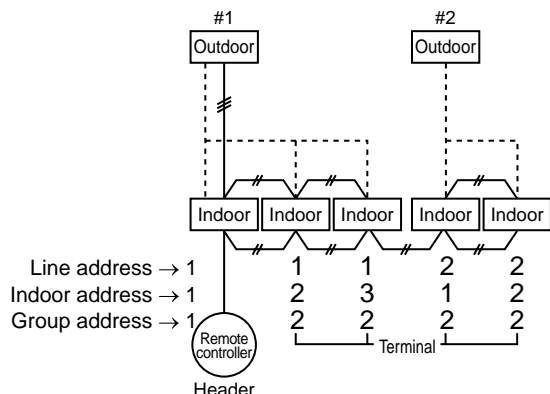 #1 #2
Outdoor Outdoor
Indoor Indoor Indoor Indoor Indoor
Line address → 1 1 1 2 2
Indoor address → 1 2 3 1 2
Group address → 1 2 2 2 2
Remote controller Terminal
Header